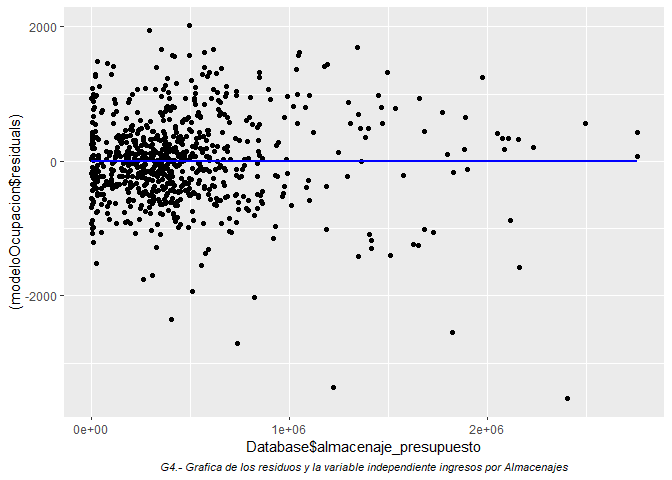 2000
0
-2000
(modeloOcupacion$residuals)
0e+00 1e+06 2e+06
Database$almacenaje_presupuesto
G4.- Grafica de los residuos y la variable independiente ingresos por Almacenajes